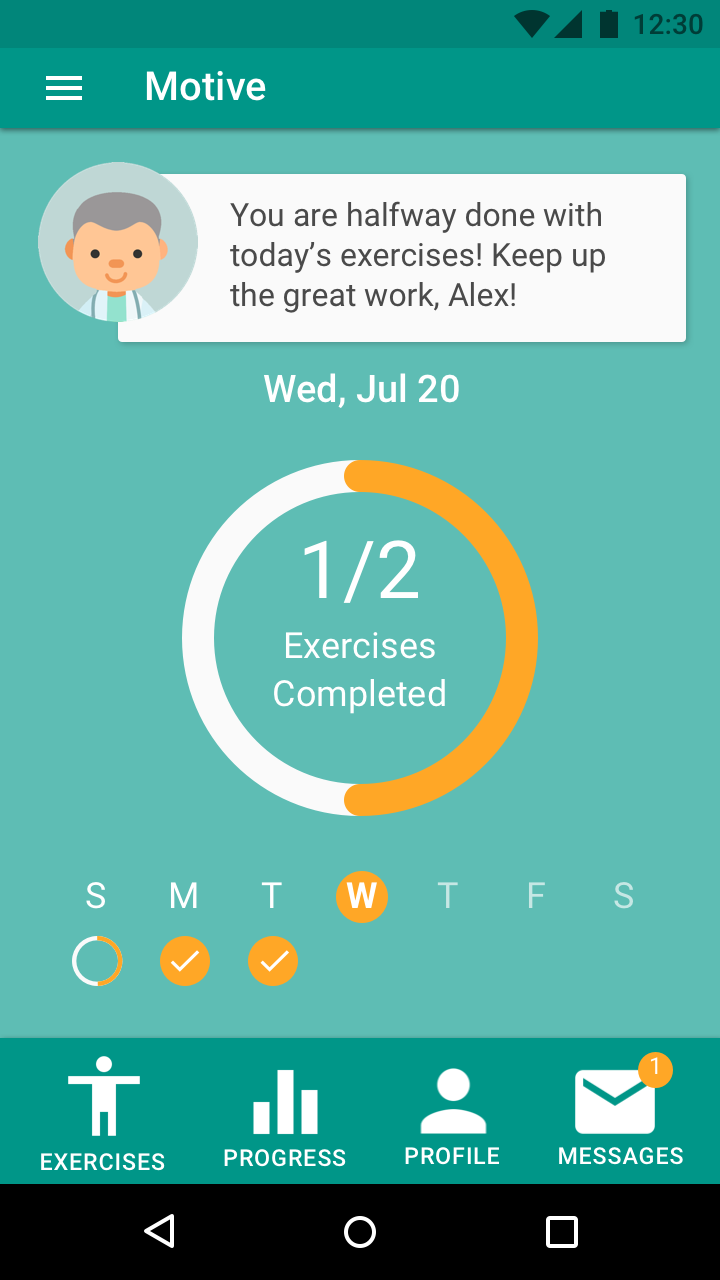 12:30
Motive
You are halfway done with
today’s exercises! Keep up
the great work, Alex!
Wed, Jul 20
1/2
Exercises
Completed
S M T W T F S
1
EXERCISES PROGRESS PROFILE MESSAGES